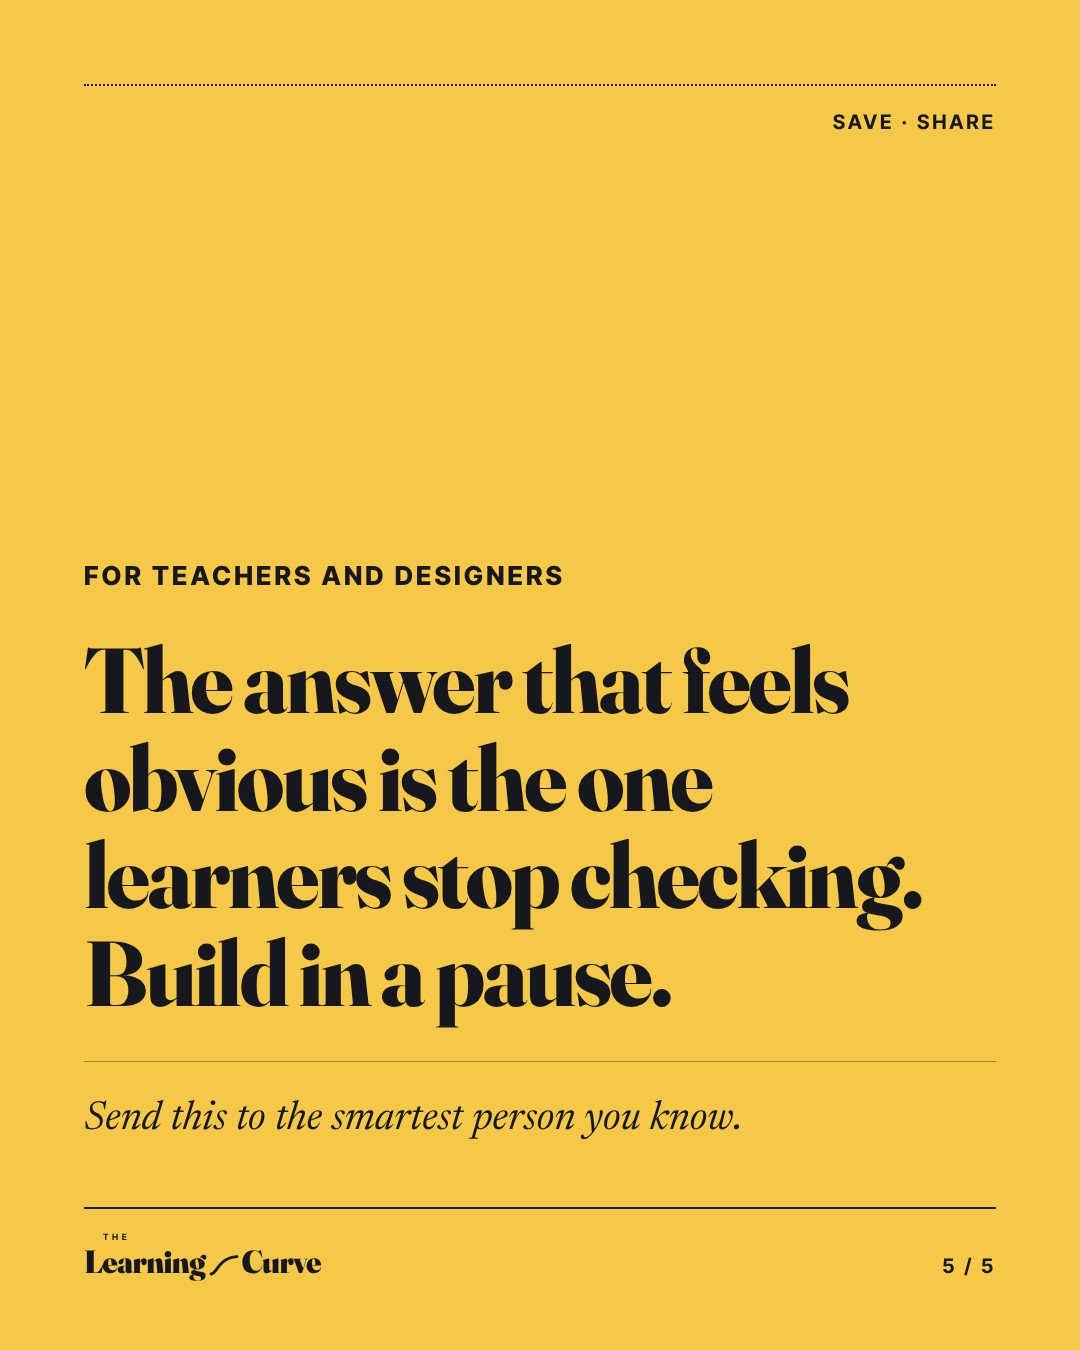 SAVE · SHARE
FOR TEACHERS AND DESIGNERS
The answer that feels
obvious is the one
learners stop checking.
Build in a pause.
Send this to the smartest person you know.
THE
Learning Curve
5 / 5